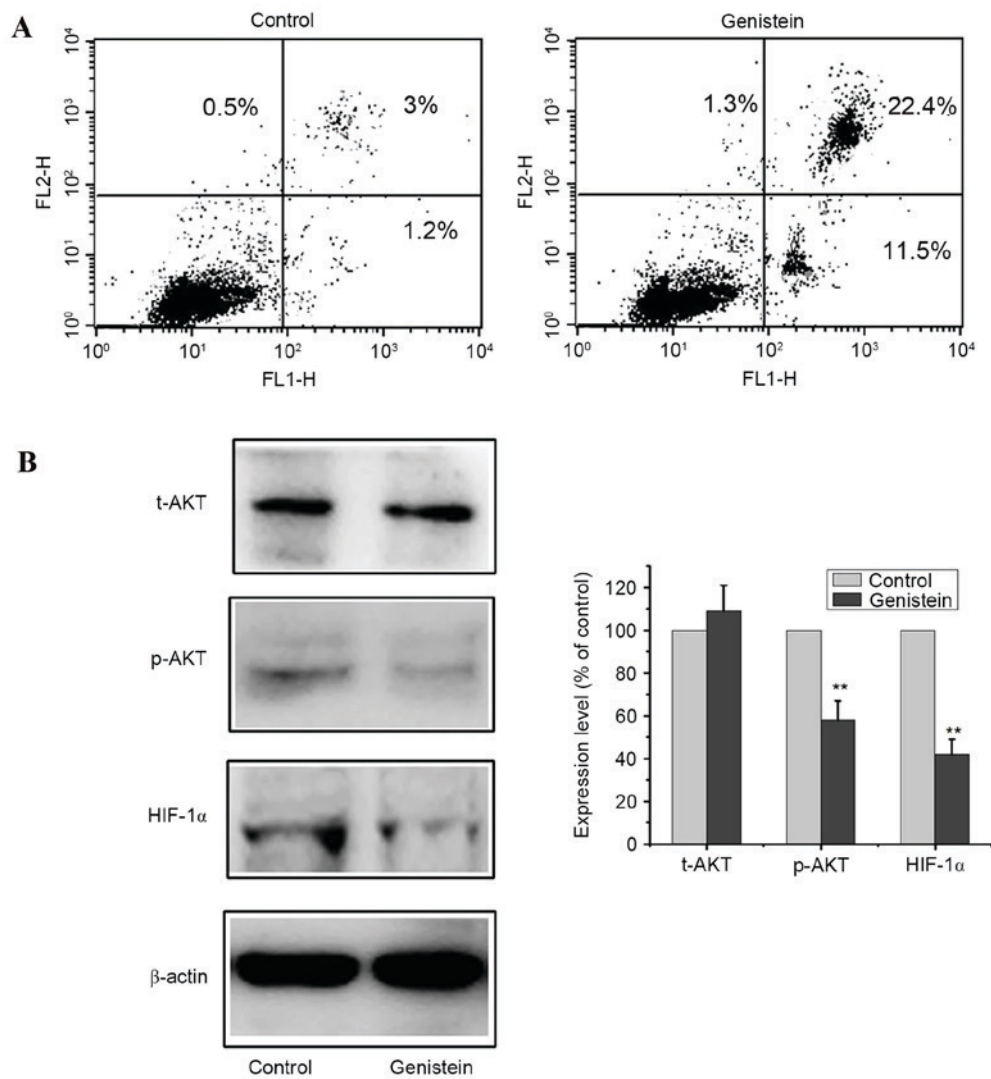 A
Control
Genistein
10⁴
10³
10²
10¹
10⁰
FL2-H
0.5%
3%
1.2%
10⁰ 10¹ 10² 10³ 10⁴
FL1-H
10⁴
10³
10²
10¹
10⁰
FL2-H
1.3%
22.4%
11.5%
10⁰ 10¹ 10² 10³ 10⁴
FL1-H
B
t-AKT
p-AKT
HIF-1α
β-actin
Control Genistein
Expression level (% of control)
120
100
80
60
40
20
0
Control
Genistein
**
**
t-AKT p-AKT HIF-1α